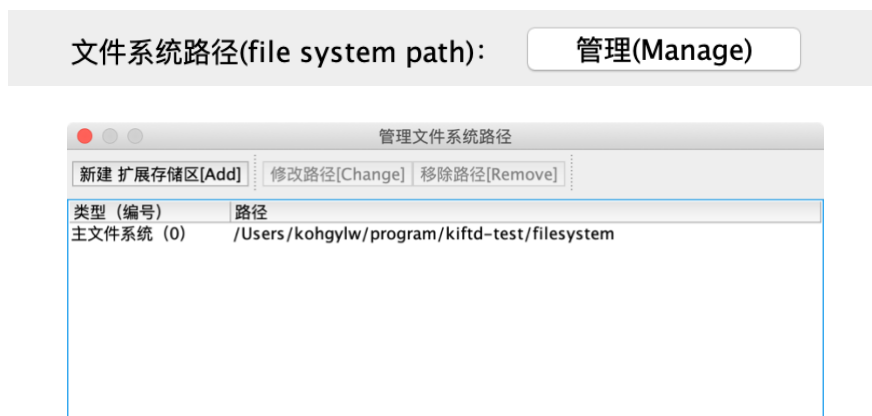 文件系统路径(file system path)： 管理(Manage)
管理文件系统路径
新建 扩展存储区[Add] 修改路径[Change] 移除路径[Remove]
类型（编号） 路径
主文件系统（0） /Users/kohgylw/program/kiftd-test/filesystem